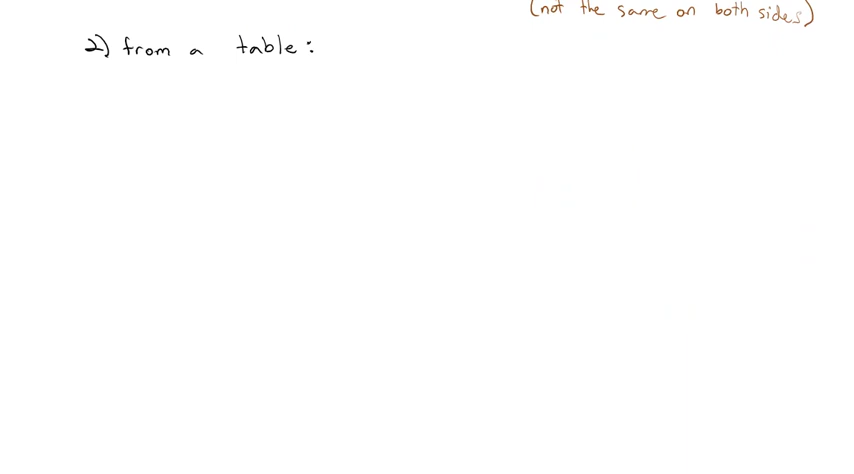 (not the same on both sides)
2) from a table: